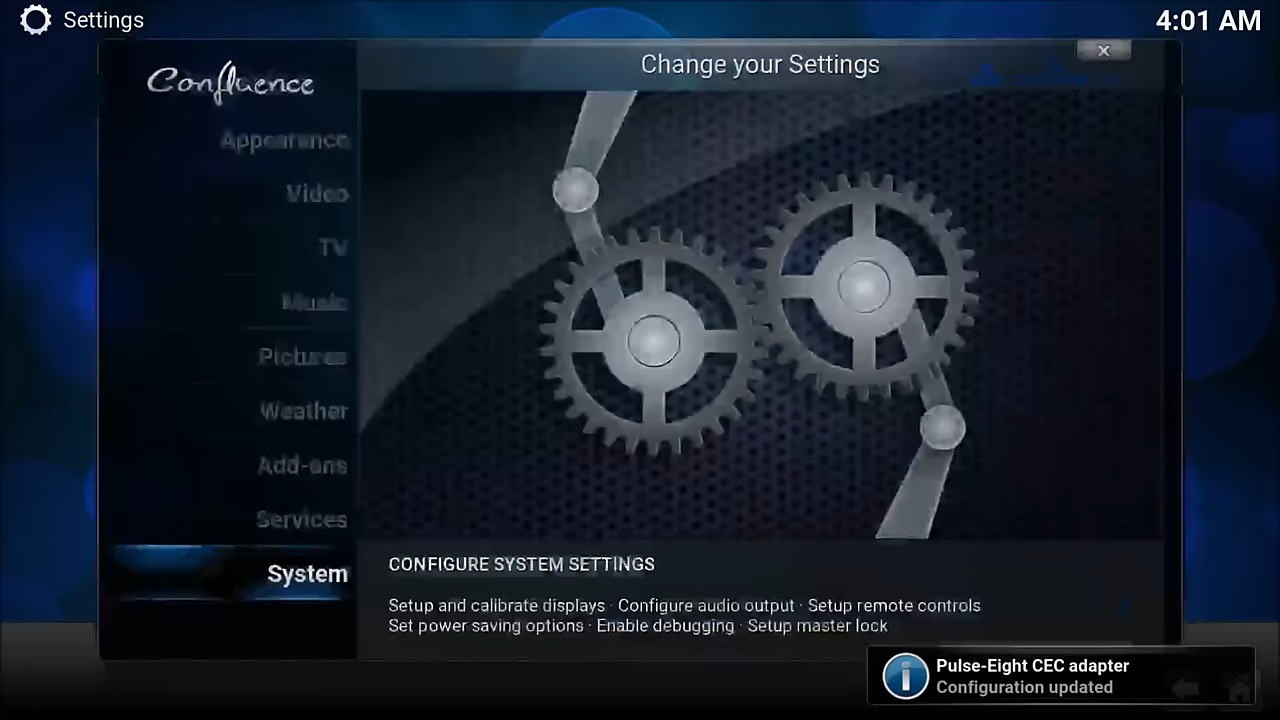 Settings
4:01 AM
Confluence
Change your Settings
Appearance
Video
TV
Music
Pictures
Weather
Add-ons
Services
System
CONFIGURE SYSTEM SETTINGS
Setup and calibrate displays · Configure audio output · Setup remote controls
Set power saving options · Enable debugging · Setup master lock
Pulse-Eight CEC adapter
Configuration updated